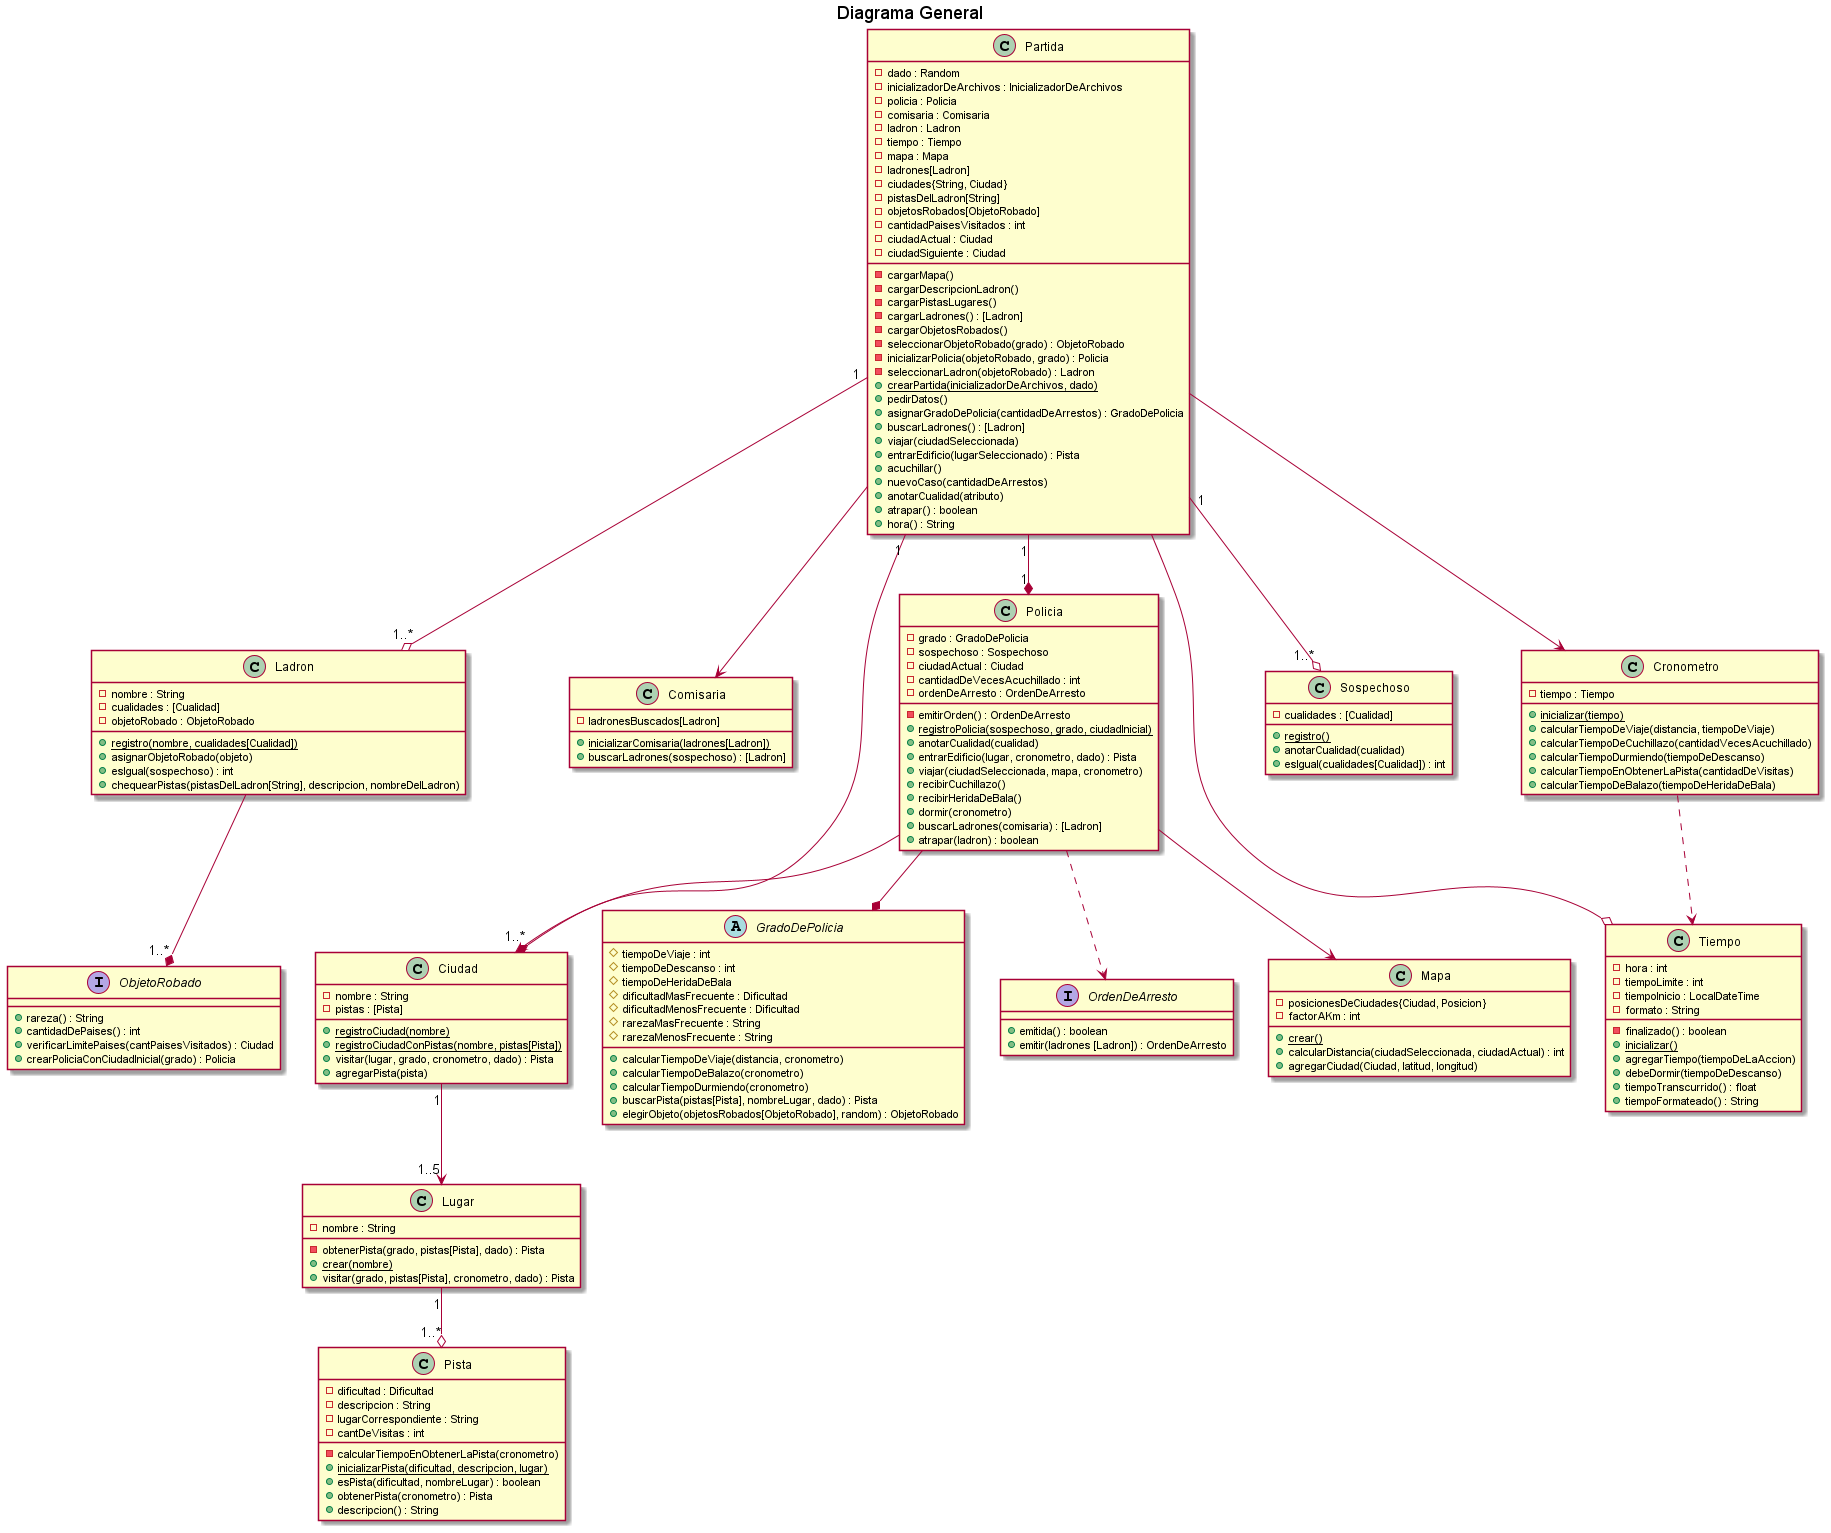 Diagrama General
C Partida
dado : Random
inicializadorDeArchivos : InicializadorDeArchivos
policia : Policia
comisaria : Comisaria
ladron : Ladron
tiempo : Tiempo
mapa : Mapa
ladrones[Ladron]
ciudades{String, Ciudad}
pistasDelLadron[String]
objetosRobados[ObjetoRobado]
cantidadPaisesVisitados : int
ciudadActual : Ciudad
ciudadSiguiente : Ciudad
cargarMapa()
cargarDescripcionLadron()
cargarPistasLugares()
cargarLadrones() : [Ladron]
cargarObjetosRobados()
seleccionarObjetoRobado(grado) : ObjetoRobado
inicializarPolicia(objetoRobado, grado) : Policia
seleccionarLadron(objetoRobado) : Ladron
crearPartida(inicializadorDeArchivos, dado)
pedirDatos()
asignarGradoDePolicia(cantidadDeArrestos) : GradoDePolicia
buscarLadrones() : [Ladron]
viajar(ciudadSeleccionada)
entrarEdificio(lugarSeleccionado) : Pista
acuchillar()
nuevoCaso(cantidadDeArrestos)
anotarCualidad(atributo)
atrapar() : boolean
hora() : String
1
1
1
1
1
1..*
1..*
C Ladron
nombre : String
cualidades : [Cualidad]
objetoRobado : ObjetoRobado
registro(nombre, cualidades[Cualidad])
asignarObjetoRobado(objeto)
esIgual(sospechoso) : int
chequearPistas(pistasDelLadron[String], descripcion, nombreDelLadron)
C Comisaria
ladronesBuscados[Ladron]
inicializarComisaria(ladrones[Ladron])
buscarLadrones(sospechoso) : [Ladron]
C Policia
grado : GradoDePolicia
sospechoso : Sospechoso
ciudadActual : Ciudad
cantidadDeVecesAcuchillado : int
ordenDeArresto : OrdenDeArresto
emitirOrden() : OrdenDeArresto
registroPolicia(sospechoso, grado, ciudadInicial)
anotarCualidad(cualidad)
entrarEdificio(lugar, cronometro, dado) : Pista
viajar(ciudadSeleccionada, mapa, cronometro)
recibirCuchillazo()
recibirHeridaDeBala()
dormir(cronometro)
buscarLadrones(comisaria) : [Ladron]
atrapar(ladron) : boolean
C Sospechoso
cualidades : [Cualidad]
registro()
anotarCualidad(cualidad)
esIgual(cualidades[Cualidad]) : int
C Cronometro
tiempo : Tiempo
inicializar(tiempo)
calcularTiempoDeViaje(distancia, tiempoDeViaje)
calcularTiempoDeCuchillazo(cantidadVecesAcuchillado)
calcularTiempoDurmiendo(tiempoDeDescanso)
calcularTiempoEnObtenerLaPista(cantidadDeVisitas)
calcularTiempoDeBalazo(tiempoDeHeridaDeBala)
1..*
1..*
I ObjetoRobado
rareza() : String
cantidadDePaises() : int
verificarLimitePaises(cantPaisesVisitados) : Ciudad
crearPoliciaConCiudadInicial(grado) : Policia
C Ciudad
nombre : String
pistas : [Pista]
registroCiudad(nombre)
registroCiudadConPistas(nombre, pistas[Pista])
visitar(lugar, grado, cronometro, dado) : Pista
agregarPista(pista)
A GradoDePolicia
tiempoDeViaje : int
tiempoDeDescanso : int
tiempoDeHeridaDeBala
dificultadMasFrecuente : Dificultad
dificultadMenosFrecuente : Dificultad
rarezaMasFrecuente : String
rarezaMenosFrecuente : String
calcularTiempoDeViaje(distancia, cronometro)
calcularTiempoDeBalazo(cronometro)
calcularTiempoDurmiendo(cronometro)
buscarPista(pistas[Pista], nombreLugar, dado) : Pista
elegirObjeto(objetosRobados[ObjetoRobado], random) : ObjetoRobado
I OrdenDeArresto
emitida() : boolean
emitir(ladrones [Ladron]) : OrdenDeArresto
C Mapa
posicionesDeCiudades{Ciudad, Posicion}
factorAKm : int
crear()
calcularDistancia(ciudadSeleccionada, ciudadActual) : int
agregarCiudad(Ciudad, latitud, longitud)
C Tiempo
hora : int
tiempoLimite : int
tiempoInicio : LocalDateTime
formato : String
finalizado() : boolean
inicializar()
agregarTiempo(tiempoDeLaAccion)
debeDormir(tiempoDeDescanso)
tiempoTranscurrido() : float
tiempoFormateado() : String
1
1..5
C Lugar
nombre : String
obtenerPista(grado, pistas[Pista], dado) : Pista
crear(nombre)
visitar(grado, pistas[Pista], cronometro, dado) : Pista
1
1..*
C Pista
dificultad : Dificultad
descripcion : String
lugarCorrespondiente : String
cantDeVisitas : int
calcularTiempoEnObtenerLaPista(cronometro)
inicializarPista(dificultad, descripcion, lugar)
esPista(dificultad, nombreLugar) : boolean
obtenerPista(cronometro) : Pista
descripcion() : String